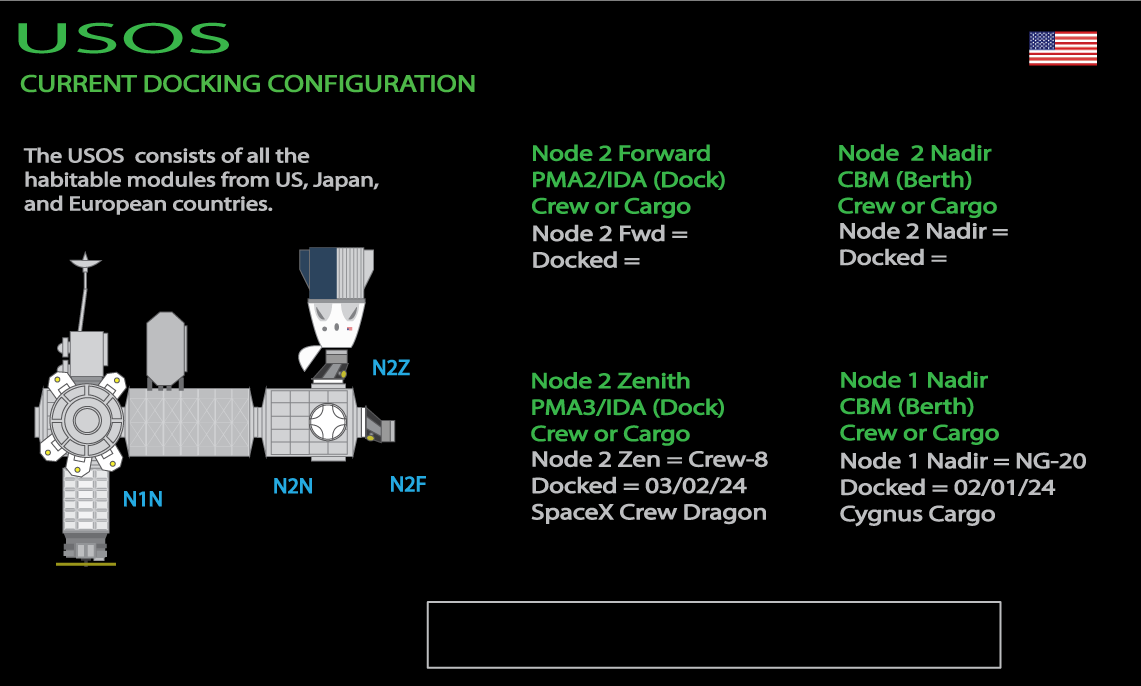 USOS
CURRENT DOCKING CONFIGURATION
The USOS consists of all the
habitable modules from US, Japan,
and European countries.
Node 2 Forward
PMA2/IDA (Dock)
Crew or Cargo
Node 2 Fwd =
Docked =
Node 2 Nadir
CBM (Berth)
Crew or Cargo
Node 2 Nadir =
Docked =
N2Z
N2N
N2F
N1N
Node 2 Zenith
PMA3/IDA (Dock)
Crew or Cargo
Node 2 Zen = Crew-8
Docked = 03/02/24
SpaceX Crew Dragon
Node 1 Nadir
CBM (Berth)
Crew or Cargo
Node 1 Nadir = NG-20
Docked = 02/01/24
Cygnus Cargo